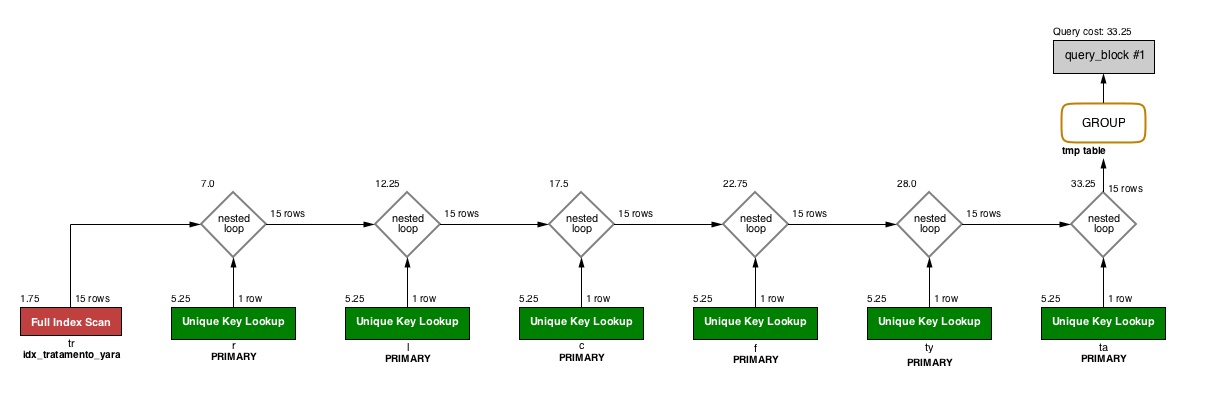 Query cost: 33.25
query_block #1
GROUP
tmp table
7.0
12.25
17.5
22.75
28.0
33.25
15 rows
nested
loop
15 rows
nested
loop
15 rows
nested
loop
15 rows
nested
loop
15 rows
nested
loop
15 rows
nested
loop
1.75
15 rows
5.25
1 row
5.25
1 row
5.25
1 row
5.25
1 row
5.25
1 row
5.25
1 row
Full Index Scan
Unique Key Lookup
Unique Key Lookup
Unique Key Lookup
Unique Key Lookup
Unique Key Lookup
Unique Key Lookup
tr
r
l
c
f
ty
ta
idx_tratamento_yara
PRIMARY
PRIMARY
PRIMARY
PRIMARY
PRIMARY
PRIMARY